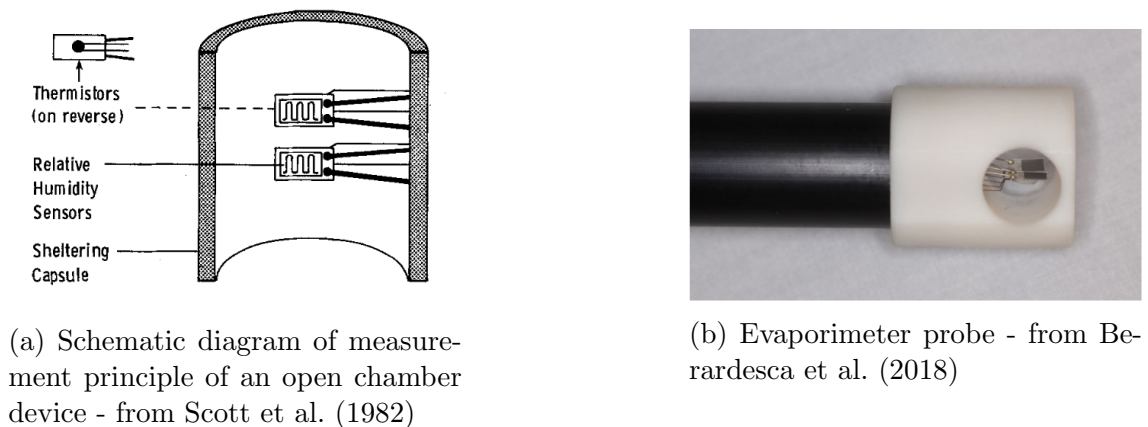 Thermistors
(on reverse)
Relative
Humidity
Sensors
Sheltering
Capsule
(a) Schematic diagram of measure-
ment principle of an open chamber
device - from Scott et al. (1982)
(b) Evaporimeter probe - from Be-
rardesca et al. (2018)